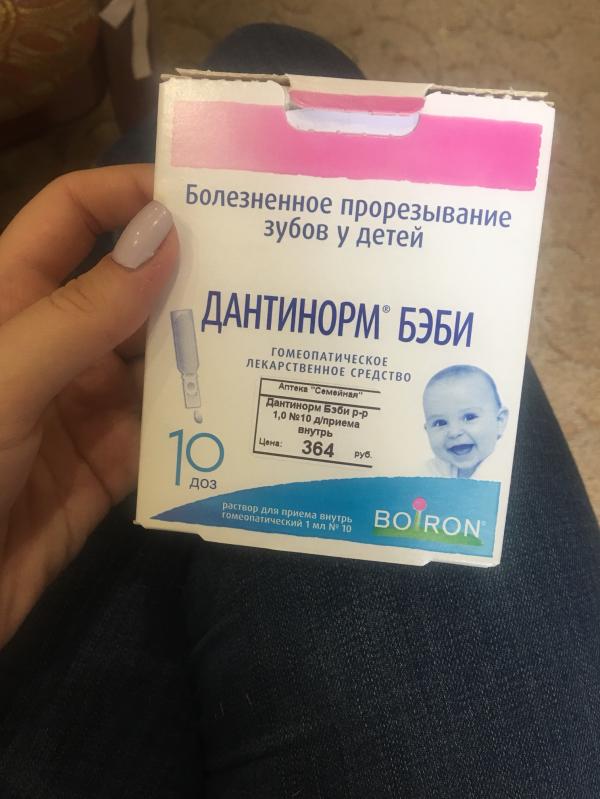 Болезненное прорезывание
зубов у детей
ДАНТИНОРМ® БЭБИ
ГОМЕОПАТИЧЕСКОЕ
ЛЕКАРСТВЕННОЕ СРЕДСТВО
Аптека "Семейная"
Дантинорм Бэби р-р
1,0 №10 д/приема
внутрь
Цена: 364 руб.
10
ДОЗ
раствор для приема внутрь
гомеопатический 1 мл № 10
BOIRON®